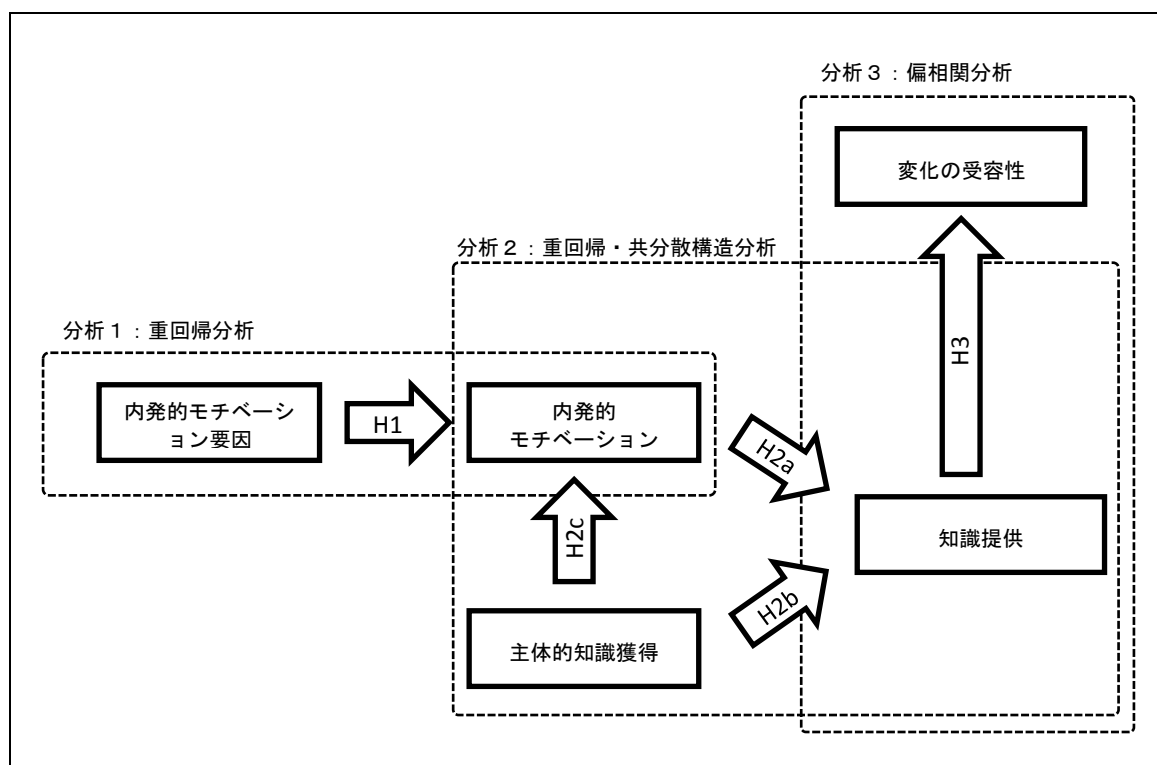 分析３：偏相関分析
変化の受容性
分析２：重回帰・共分散構造分析
分析１：重回帰分析
内発的モチベーシ
ョン要因
H1
内発的
モチベーション
H2a
H3
H2c
知識提供
主体的知識獲得
H2b